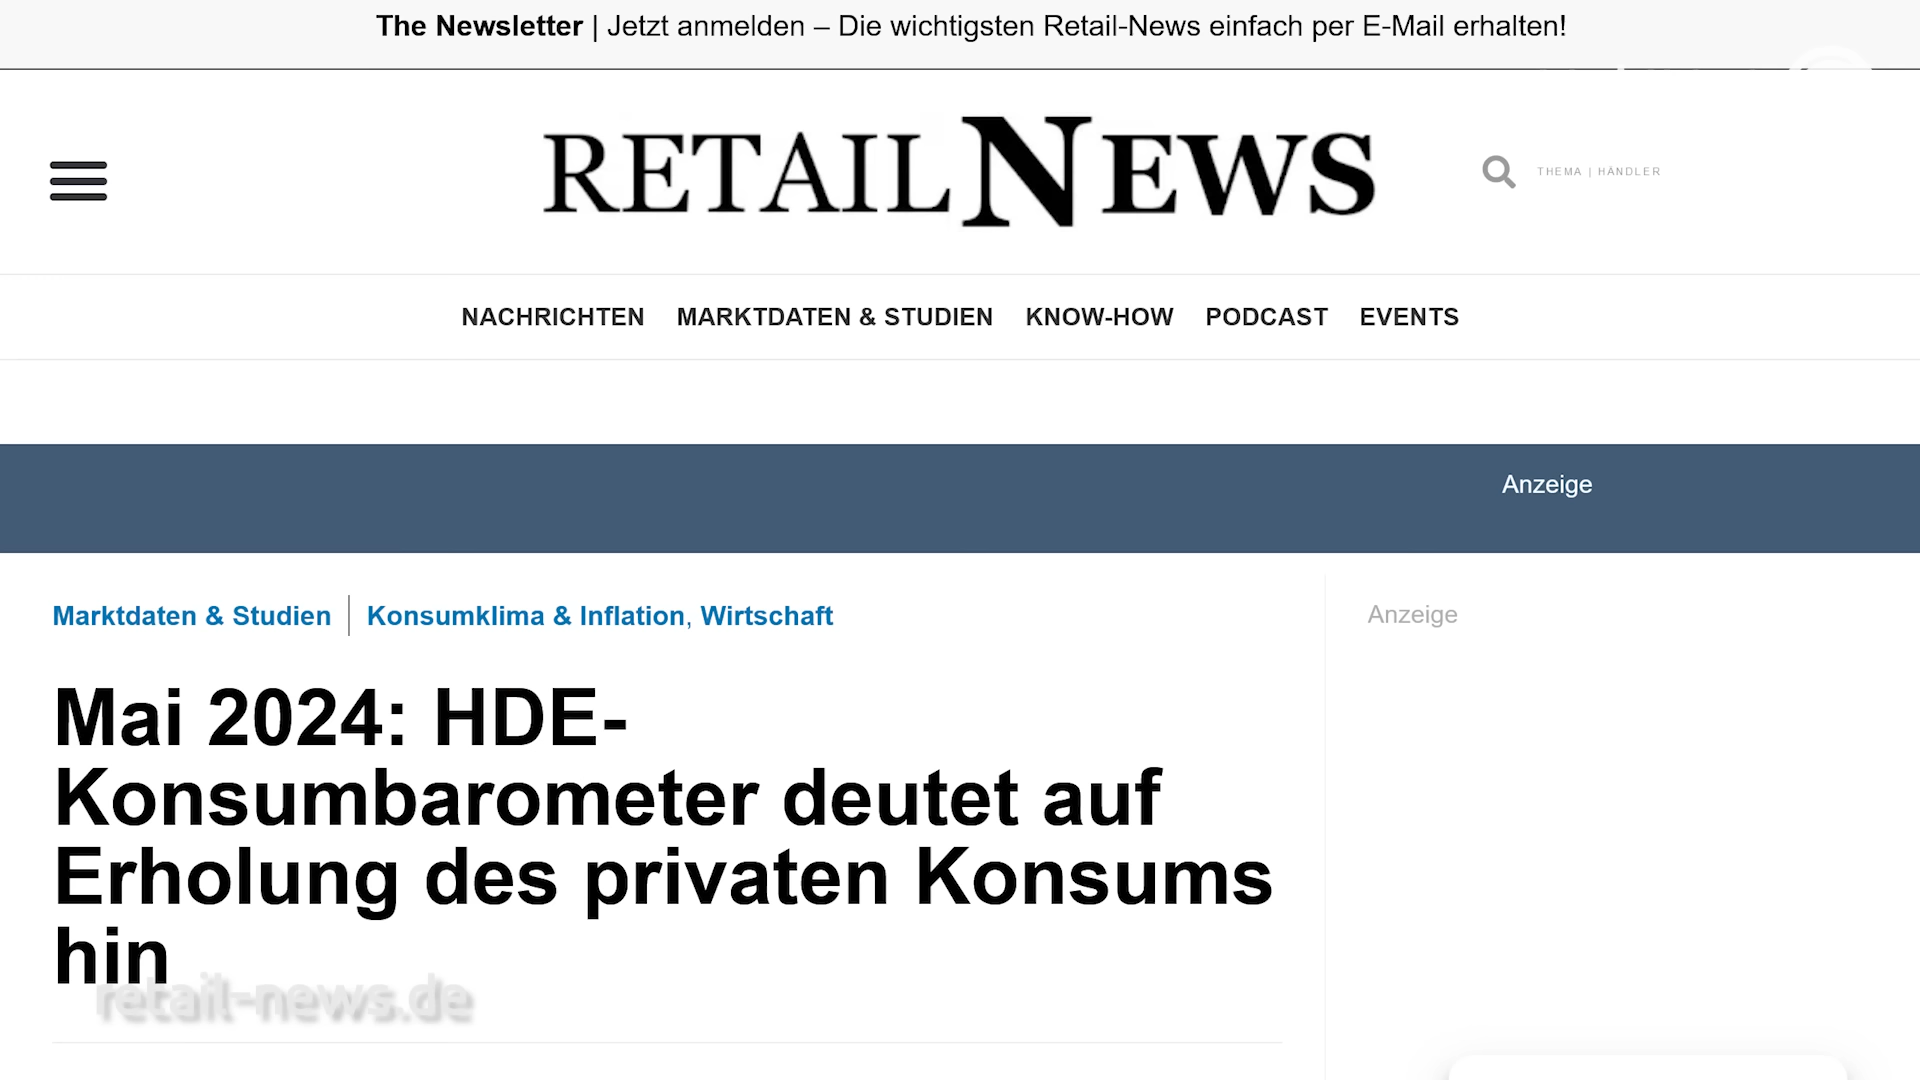 The Newsletter | Jetzt anmelden – Die wichtigsten Retail-News einfach per E-Mail erhalten!
RETAILNEWS
THEMA | HÄNDLER
NACHRICHTEN MARKTDATEN & STUDIEN KNOW-HOW PODCAST EVENTS
Anzeige
Marktdaten & Studien | Konsumklima & Inflation, Wirtschaft
Anzeige
Mai 2024: HDE-
Konsumbarometer deutet auf
Erholung des privaten Konsums
hin
retail-news.de